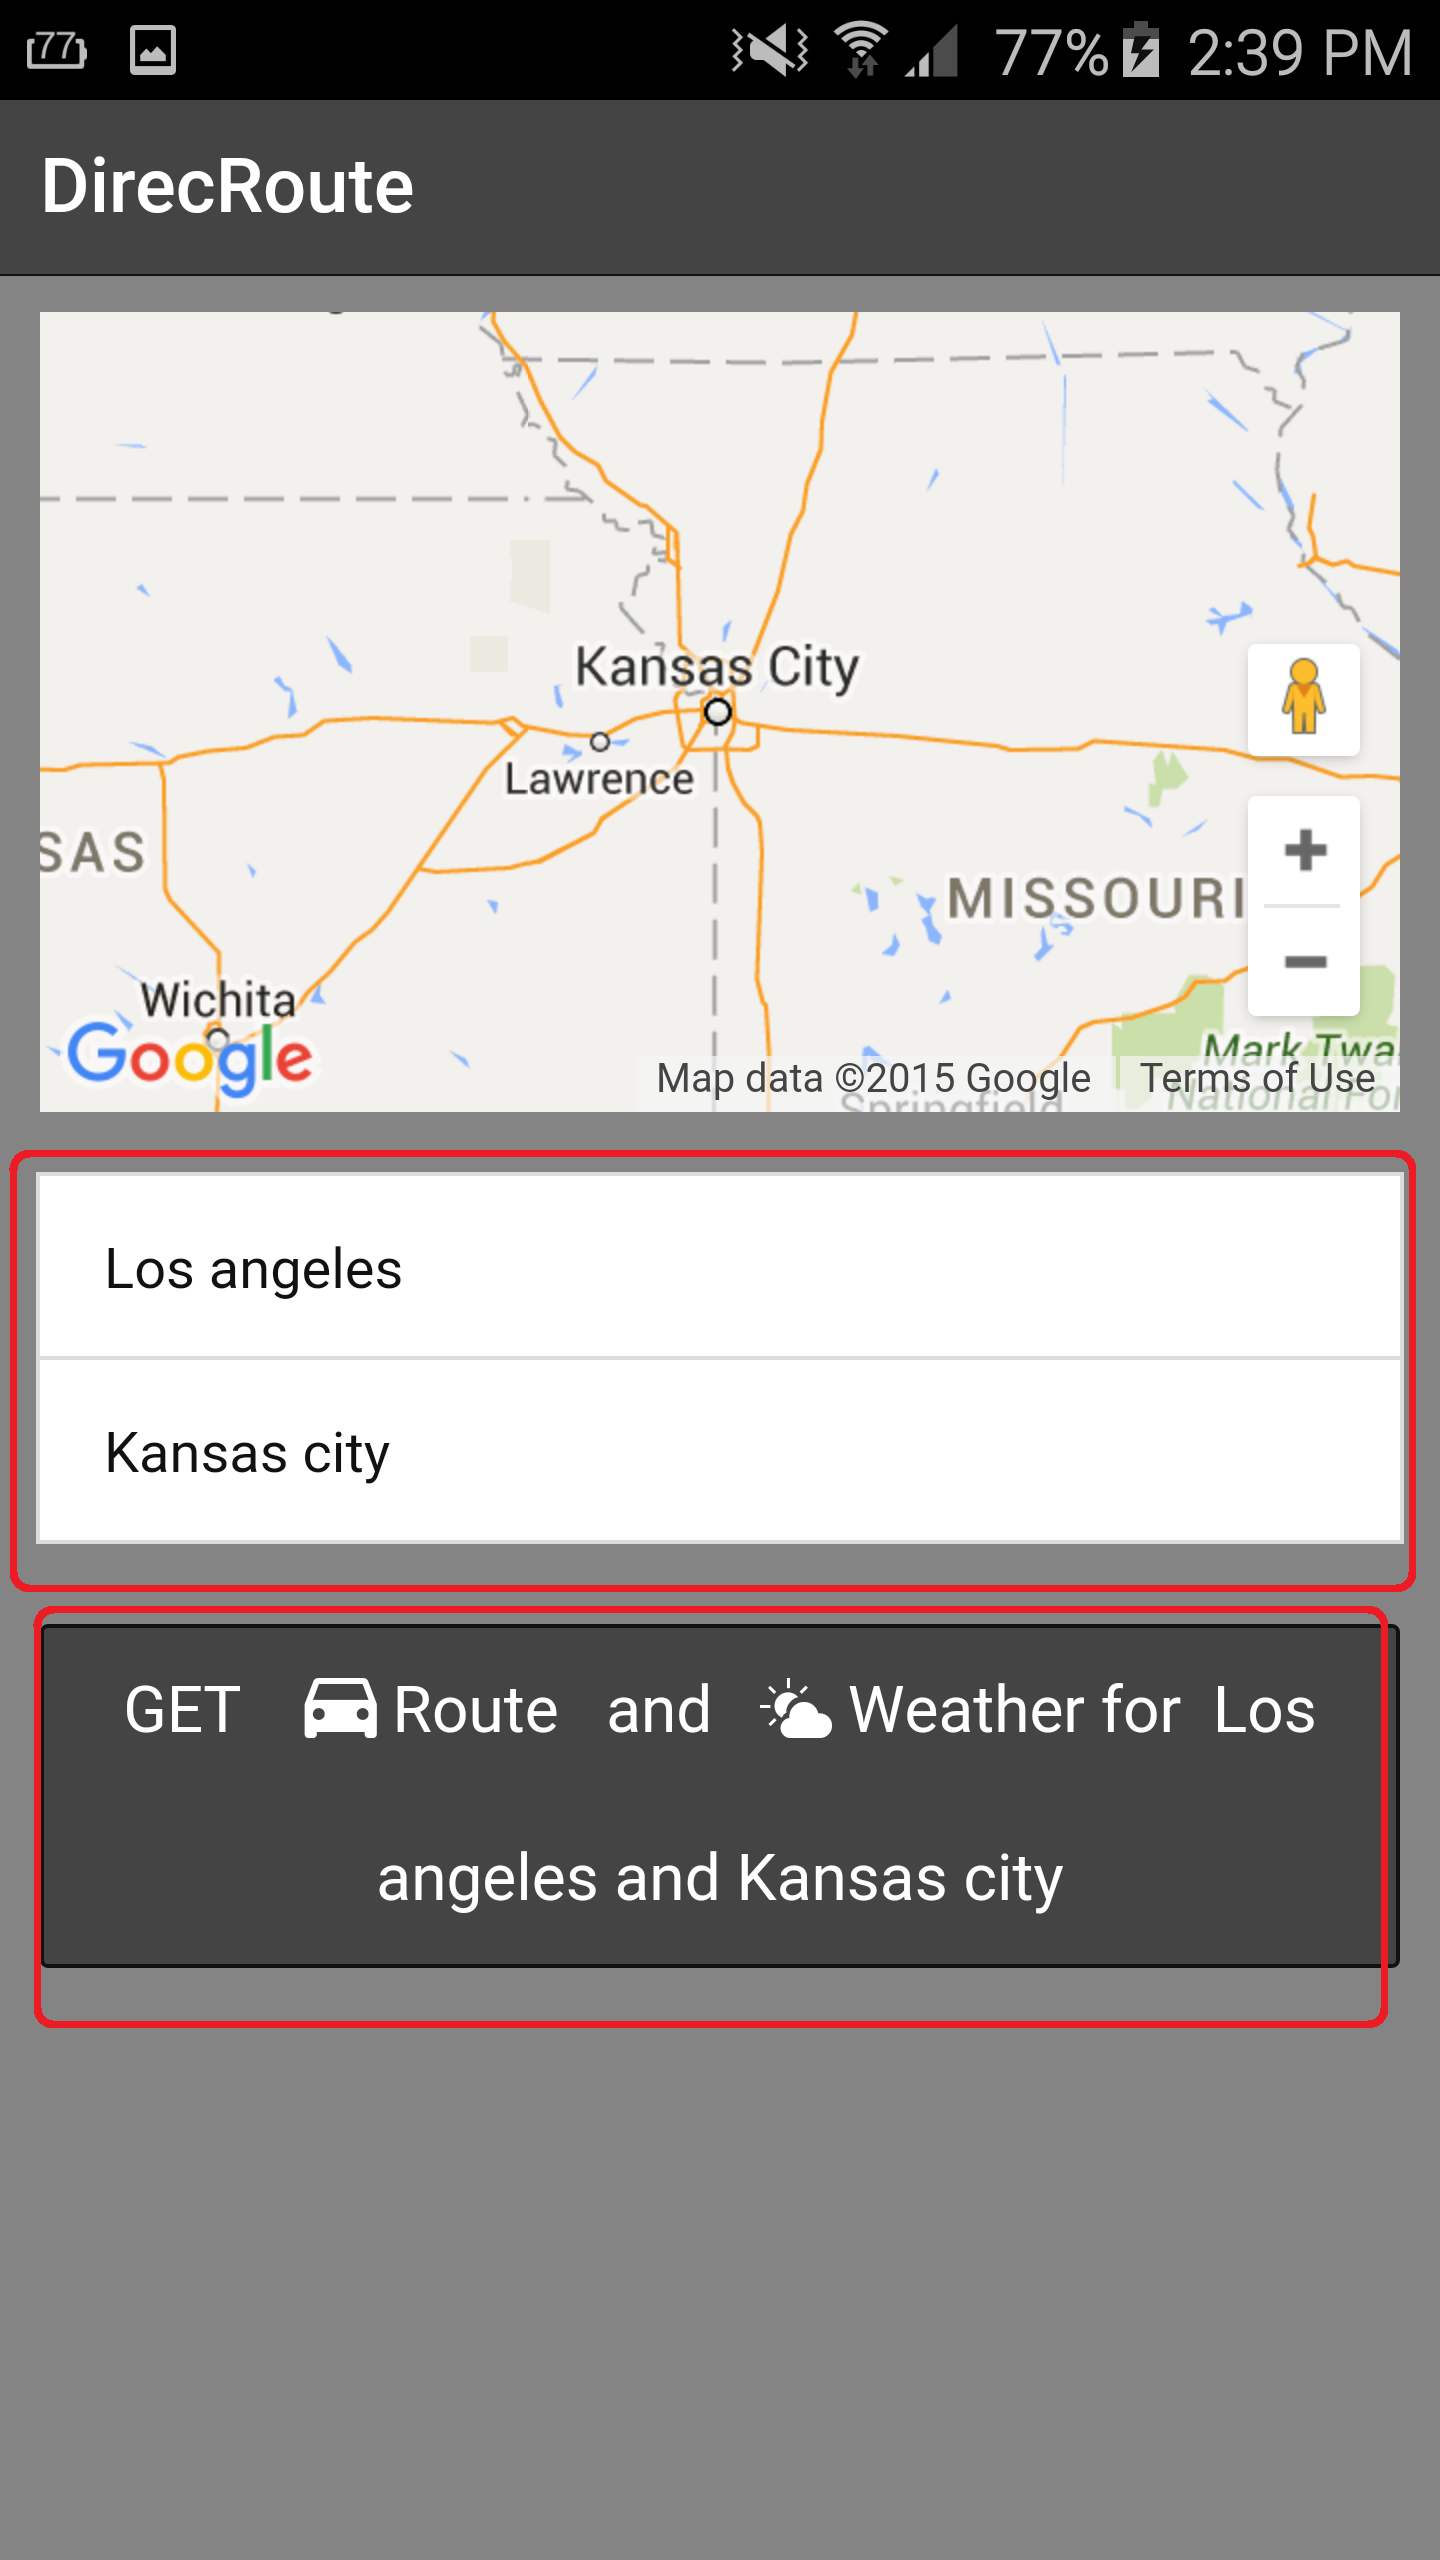 77
77% 2:39 PM
DirecRoute
Kansas City
Lawrence
SAS
MISSOURI
Wichita
Google
Mark Twa
Map data ©2015 Google Terms of Use
Springfield
National For
Los angeles
Kansas city
GET Route and Weather for Los
angeles and Kansas city